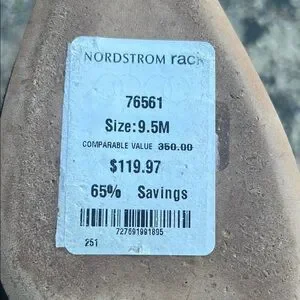 NORDSTROM rack
76561
Size:9.5M
COMPARABLE VALUE 350.00
$119.97
65% Savings
727691991895
251